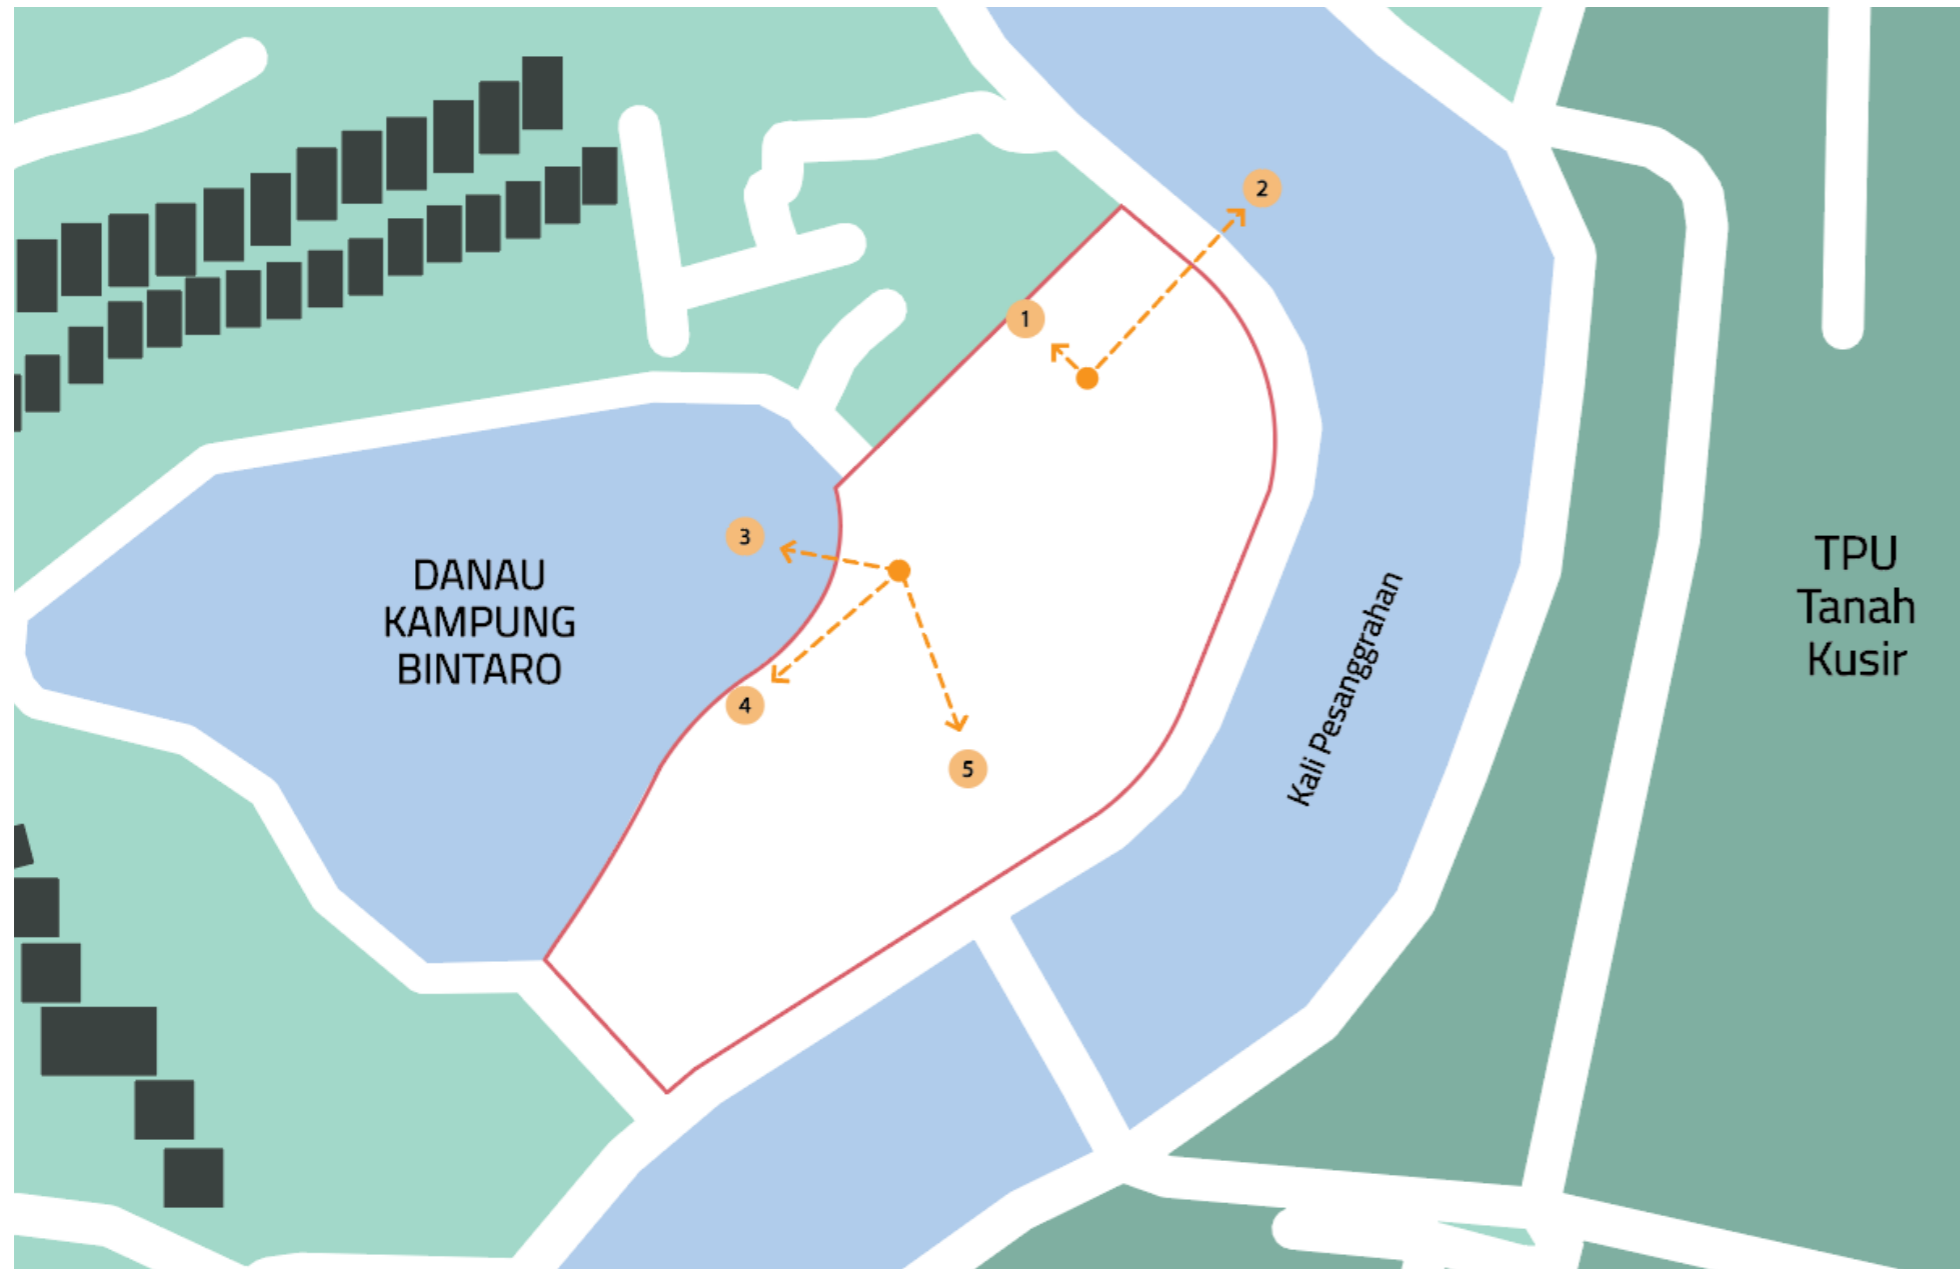 2
1
3
DANAU
KAMPUNG
BINTARO
4
5
Kali Pesanggrahan
TPU
Tanah
Kusir